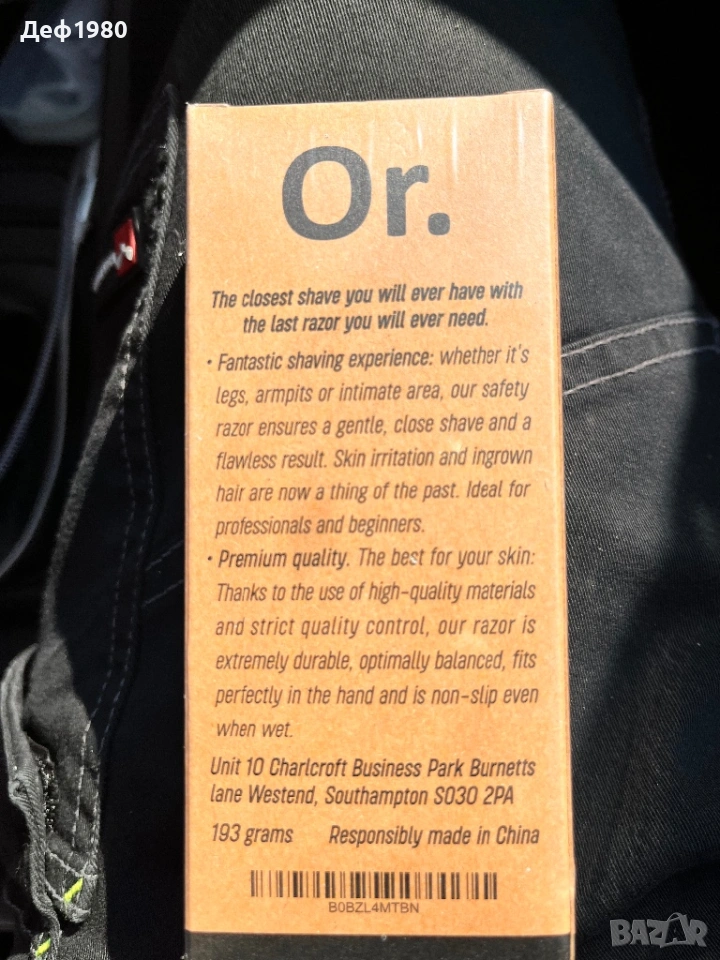 Деф1980
Or.
The closest shave you will ever have with
the last razor you will ever need.
• Fantastic shaving experience: whether it's
legs, armpits or intimate area, our safety
razor ensures a gentle, close shave and a
flawless result. Skin irritation and ingrown
hair are now a thing of the past. Ideal for
professionals and beginners.
• Premium quality. The best for your skin:
Thanks to the use of high-quality materials
and strict quality control, our razor is
extremely durable, optimally balanced, fits
perfectly in the hand and is non-slip even
when wet.
Unit 10 Charlcroft Business Park Burnetts
lane Westend, Southampton SO30 2PA
193 grams Responsibly made in China
B0BZL4MTBN
BAZAR